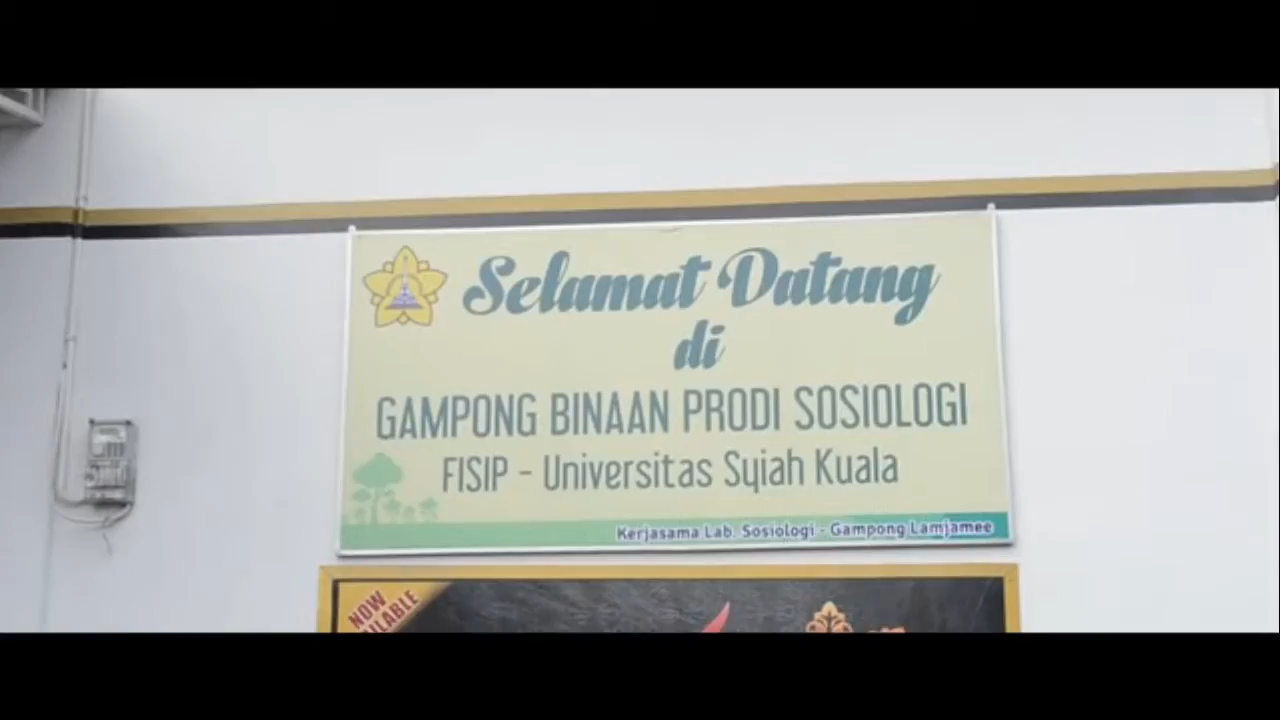 Selamat Datang
di
GAMPONG BINAAN PRODI SOSIOLOGI
FISIP - Universitas Syiah Kuala
Kerjasama Lab. Sosiologi - Gampong Lamjamee
NOW